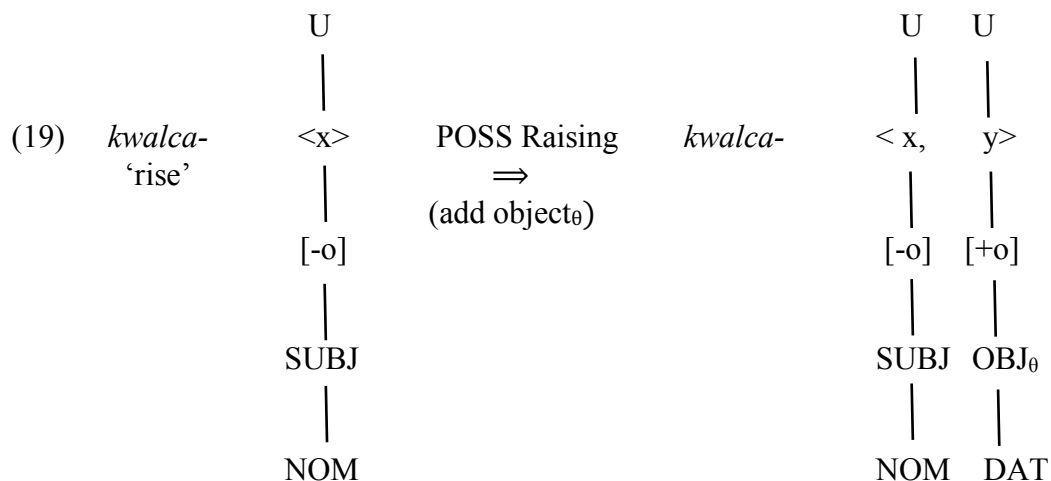 U U U
(19) kwalca- <x> POSS Raising kwalca- < x, y>
‘rise’ ⇒
(add objectθ)
[-o] [-o] [+o]
SUBJ SUBJ OBJθ
NOM NOM DAT